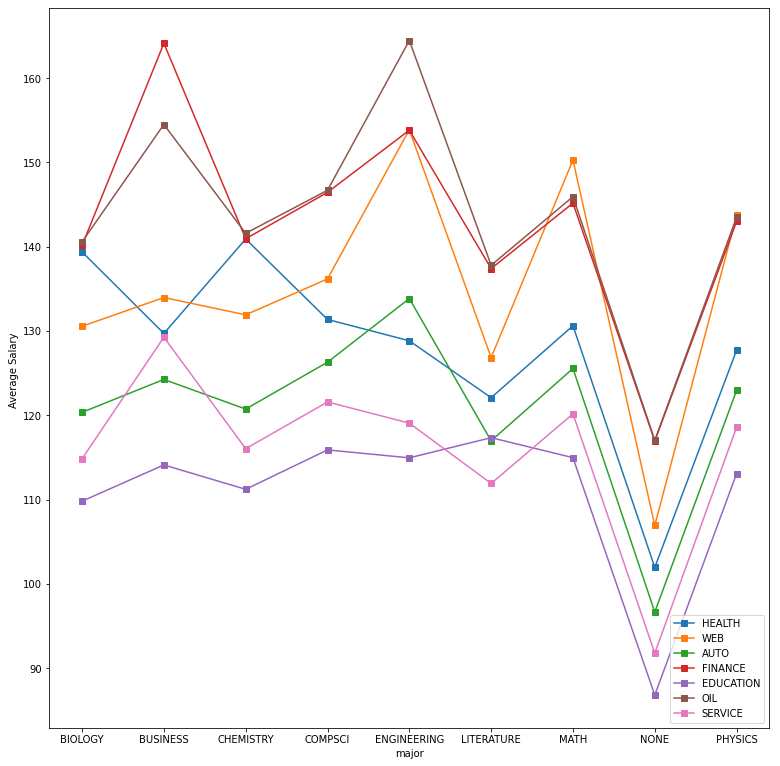 Average Salary
160
150
140
130
120
110
100
90
BIOLOGY BUSINESS CHEMISTRY COMPSCI ENGINEERING LITERATURE MATH NONE PHYSICS
major
HEALTH
WEB
AUTO
FINANCE
EDUCATION
OIL
SERVICE